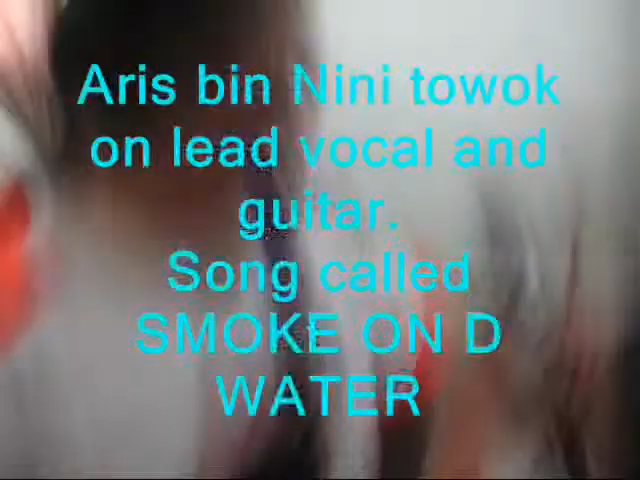 Aris bin Nini towok
on lead vocal and
guitar.
Song called
SMOKE ON D
WATER